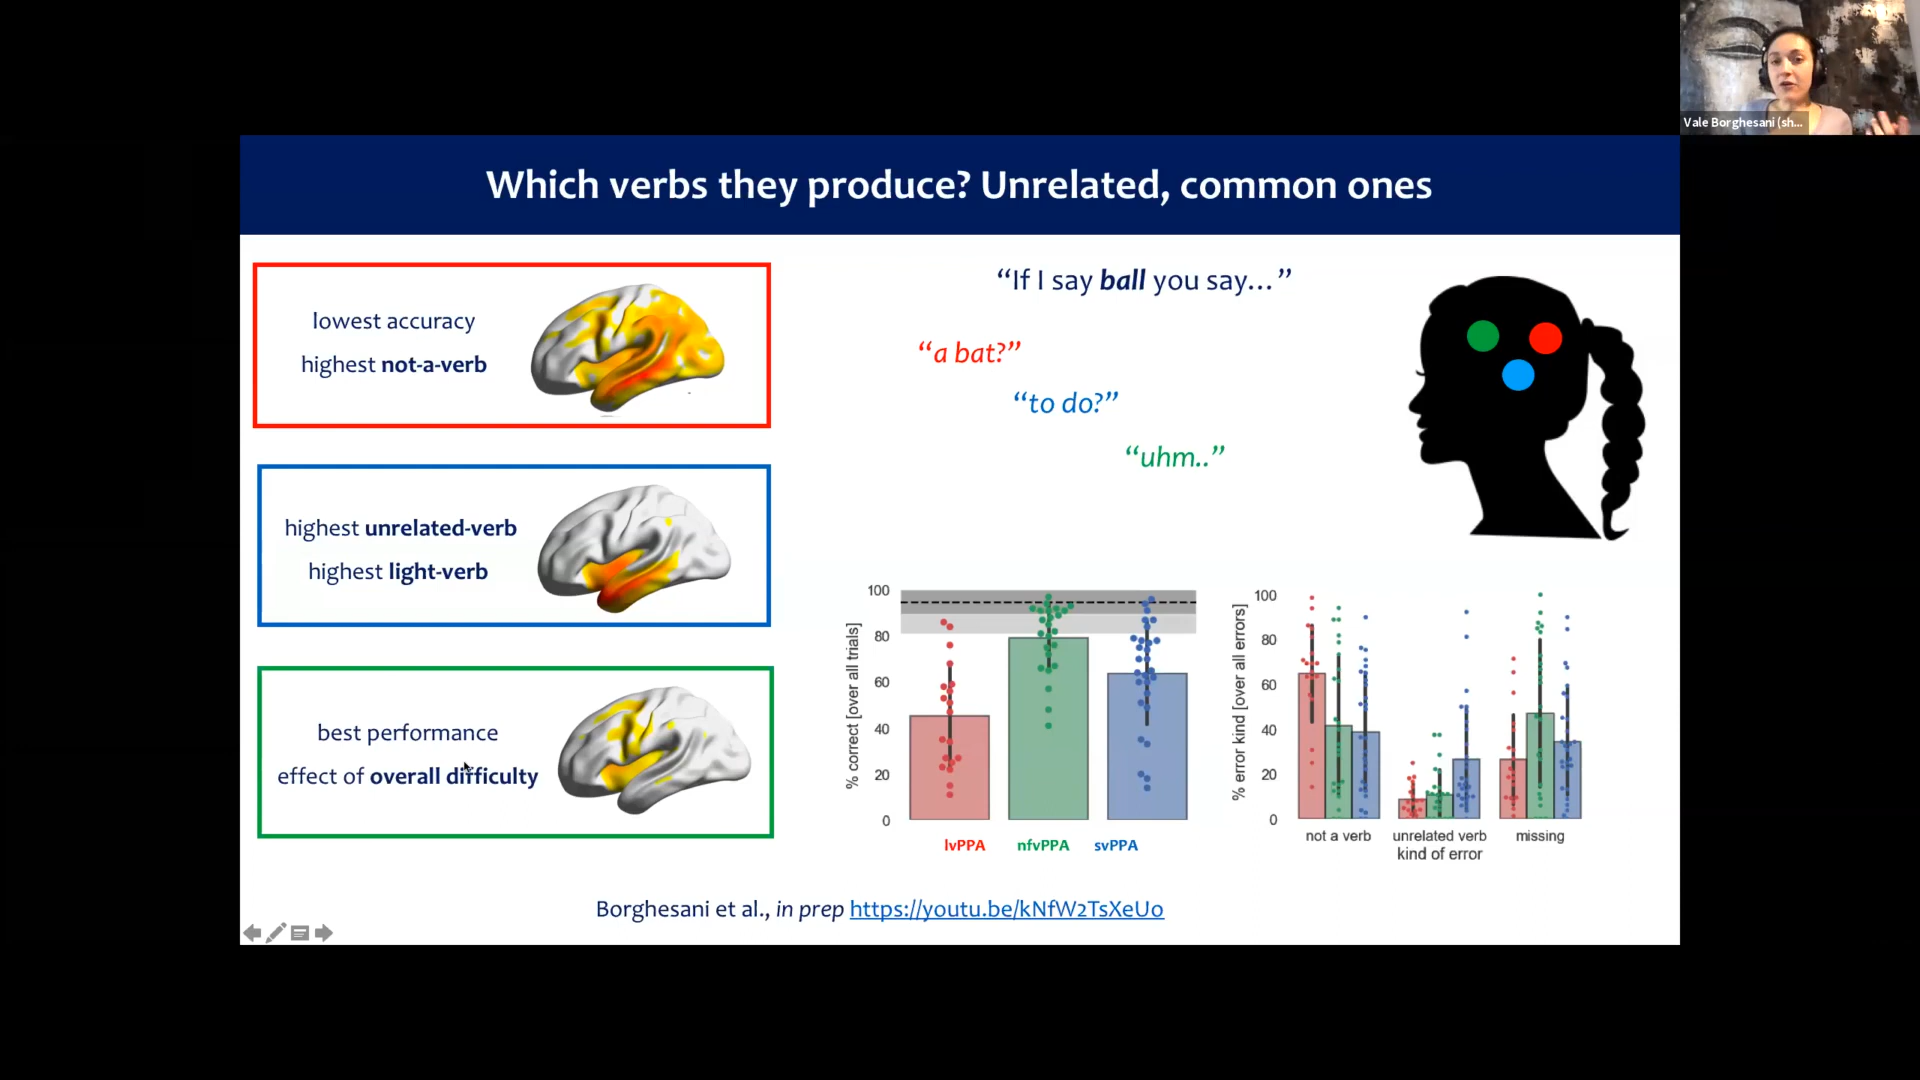 Vale Borghesani (sh...
Which verbs they produce? Unrelated, common ones
lowest accuracy
highest not-a-verb
highest unrelated-verb
highest light-verb
best performance
effect of overall difficulty
“If I say ball you say...”
“a bat?”
“to do?”
“uhm..”
% correct [over all trials]
100
80
60
40
20
0
lvPPA nfvPPA svPPA
% error kind [over all errors]
100
80
60
40
20
0
not a verb unrelated verb missing
kind of error
Borghesani et al., in prep https://youtu.be/kNfW2TsXeUo